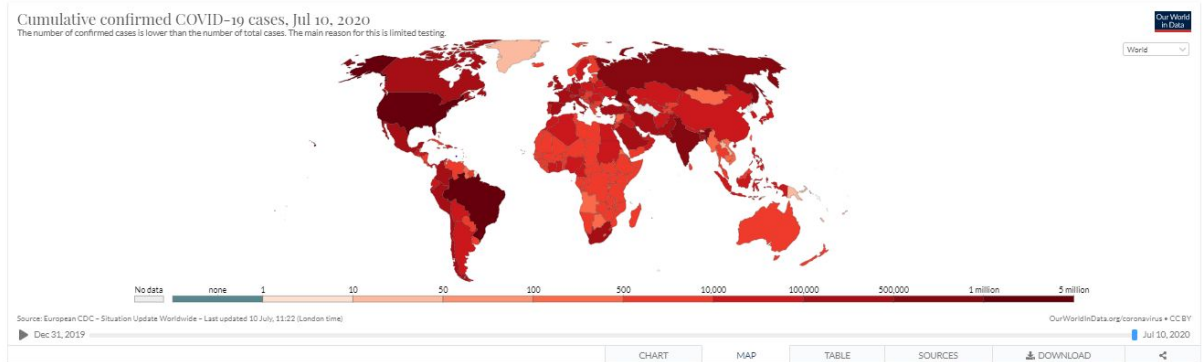 Cumulative confirmed COVID-19 cases, Jul 10, 2020
The number of confirmed cases is lower than the number of total cases. The main reason for this is limited testing.
Our World
in Data
World
No data
none
1
10
50
100
500
10,000
100,000
500,000
1 million
5 million
Source: European CDC – Situation Update Worldwide – Last updated 10 July, 11:22 (London time)
OurWorldInData.org/coronavirus • CC BY
Dec 31, 2019
Jul 10, 2020
CHART
MAP
TABLE
SOURCES
DOWNLOAD